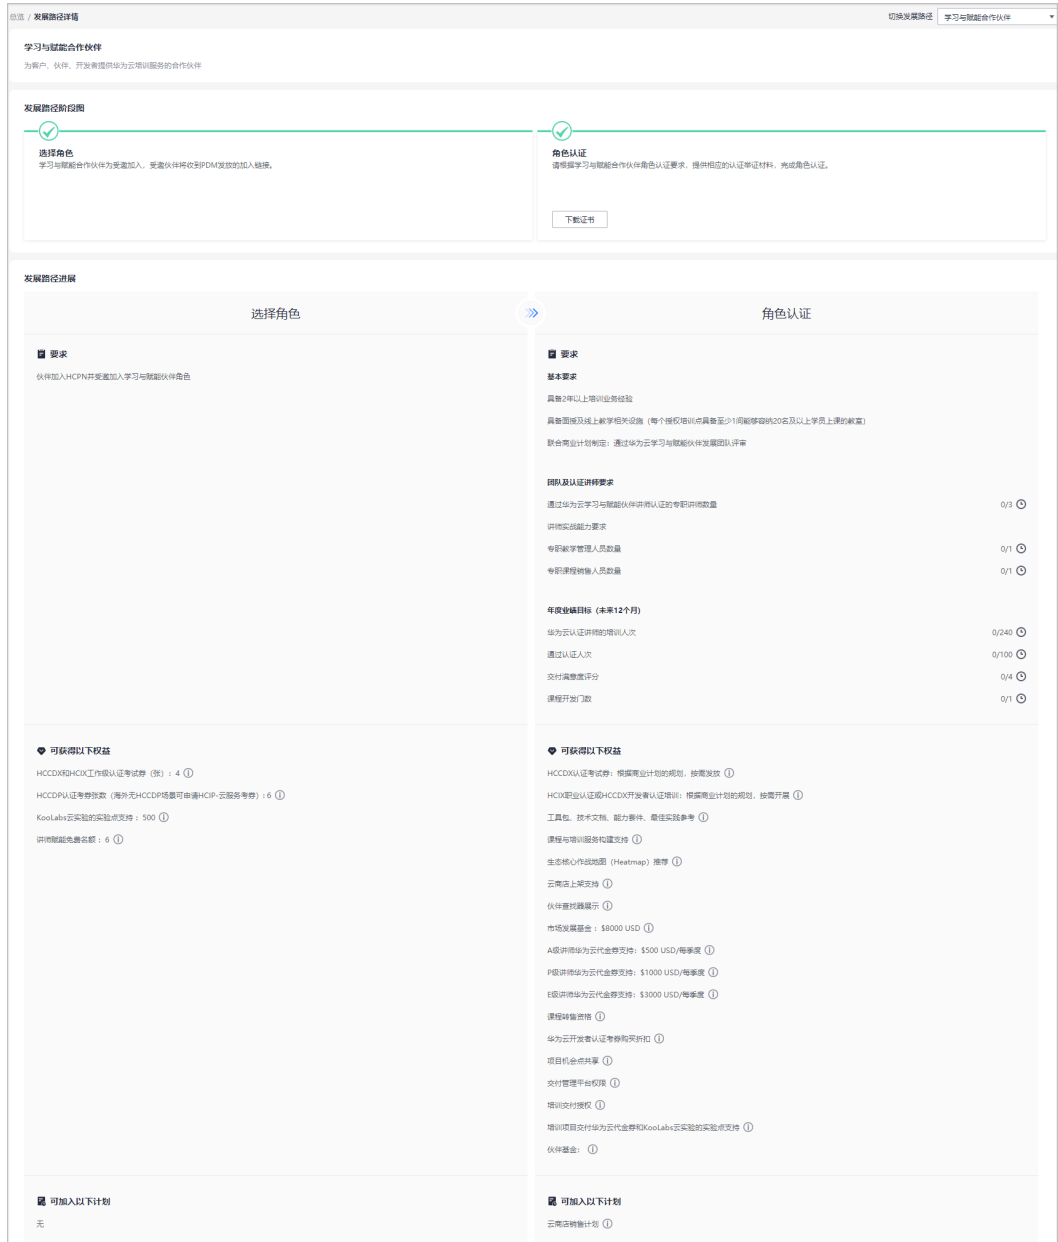 总览 / 发展路径详情
切换发展路径 学习与赋能合作伙伴
学习与赋能合作伙伴
为客户、伙伴、开发者提供华为云培训服务的合作伙伴
发展路径阶段图
选择角色
学习与赋能合作伙伴为受邀加入，受邀伙伴将收到PDM发放的加入链接。
角色认证
请根据学习与赋能合作伙伴角色认证要求，提供相应的认证举证材料，完成角色认证。
下载证书
发展路径进展
选择角色
要求
伙伴加入HCPN并受邀加入学习与赋能伙伴角色
角色认证
要求
基本要求
具备2年以上培训业务经验
具备面授及线上教学相关设施（每个授权培训点具备至少1间能够容纳20名及以上学员上课的教室）
联合商业计划制定：通过华为云学习与赋能伙伴发展团队评审
团队及认证讲师要求
通过华为云学习与赋能伙伴讲师认证的专职讲师数量 0/3
讲师实战能力要求
专职教学管理人员数量 0/1
专职课程销售人员数量 0/1
年度业绩目标（未来12个月）
华为云认证讲师的培训人次 0/240
通过认证人次 0/100
交付满意度评分 0/4
课程开发门数 0/1
可获得以下权益
HCCDX和HCIX工作级认证考试券（张）：4
HCCDP认证考券张数（海外无HCCDP场景可申请HCIP-云服务考券）：6
KooLabs云实验的实验点支持：500
讲师赋能免费名额：6
可获得以下权益
HCCDX认证考试券：根据商业计划的规划，按需发放
HCIX职业认证或HCCDX开发者认证培训：根据商业计划的规划，按需开展
工具包、技术文档、能力套件、最佳实践参考
课程与培训服务构建支持
生态核心作战地图（Heatmap）推荐
云商店上架支持
伙伴查找器展示
市场发展基金：$8000 USD
A级讲师华为云代金券支持：$500 USD/每季度
P级讲师华为云代金券支持：$1000 USD/每季度
E级讲师华为云代金券支持：$3000 USD/每季度
课程转售资格
华为云开发者认证考券购买折扣
项目机会点共享
交付管理平台权限
培训交付授权
培训项目交付华为云代金券和KooLabs云实验的实验点支持
伙伴基金：
可加入以下计划
无
可加入以下计划
云商店销售计划